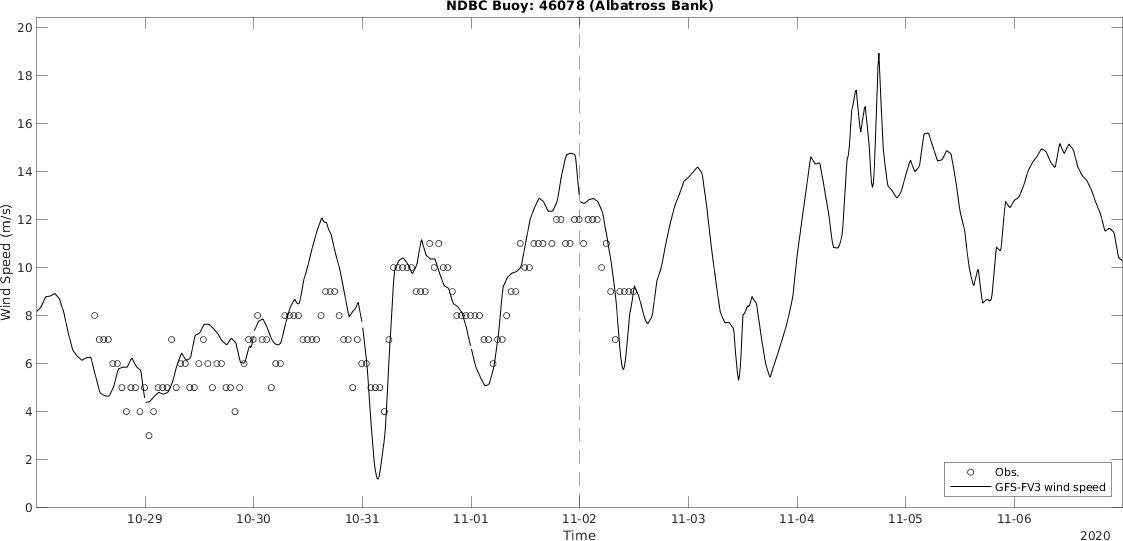 NDBC Buoy: 46078 (Albatross Bank)
20
18
16
14
12
10
8
6
4
2
0
Wind Speed (m/s)
Obs.
GFS-FV3 wind speed
10-29 10-30 10-31 11-01 11-02 11-03 11-04 11-05 11-06
Time
2020